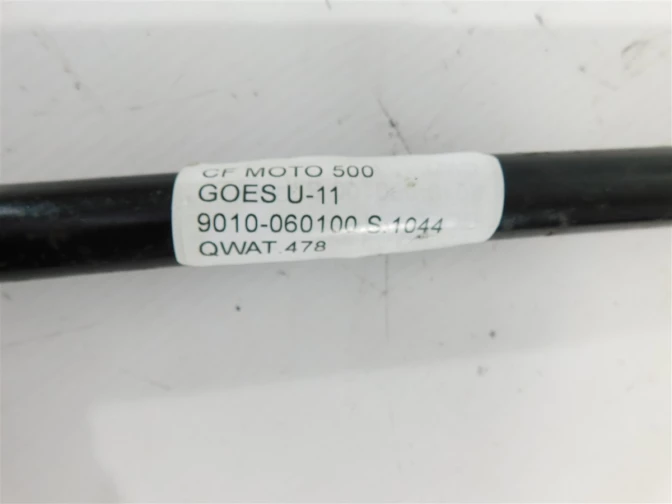 CF MOTO 500
GOES U-11
9010-060100 S.1044
QWAT.478